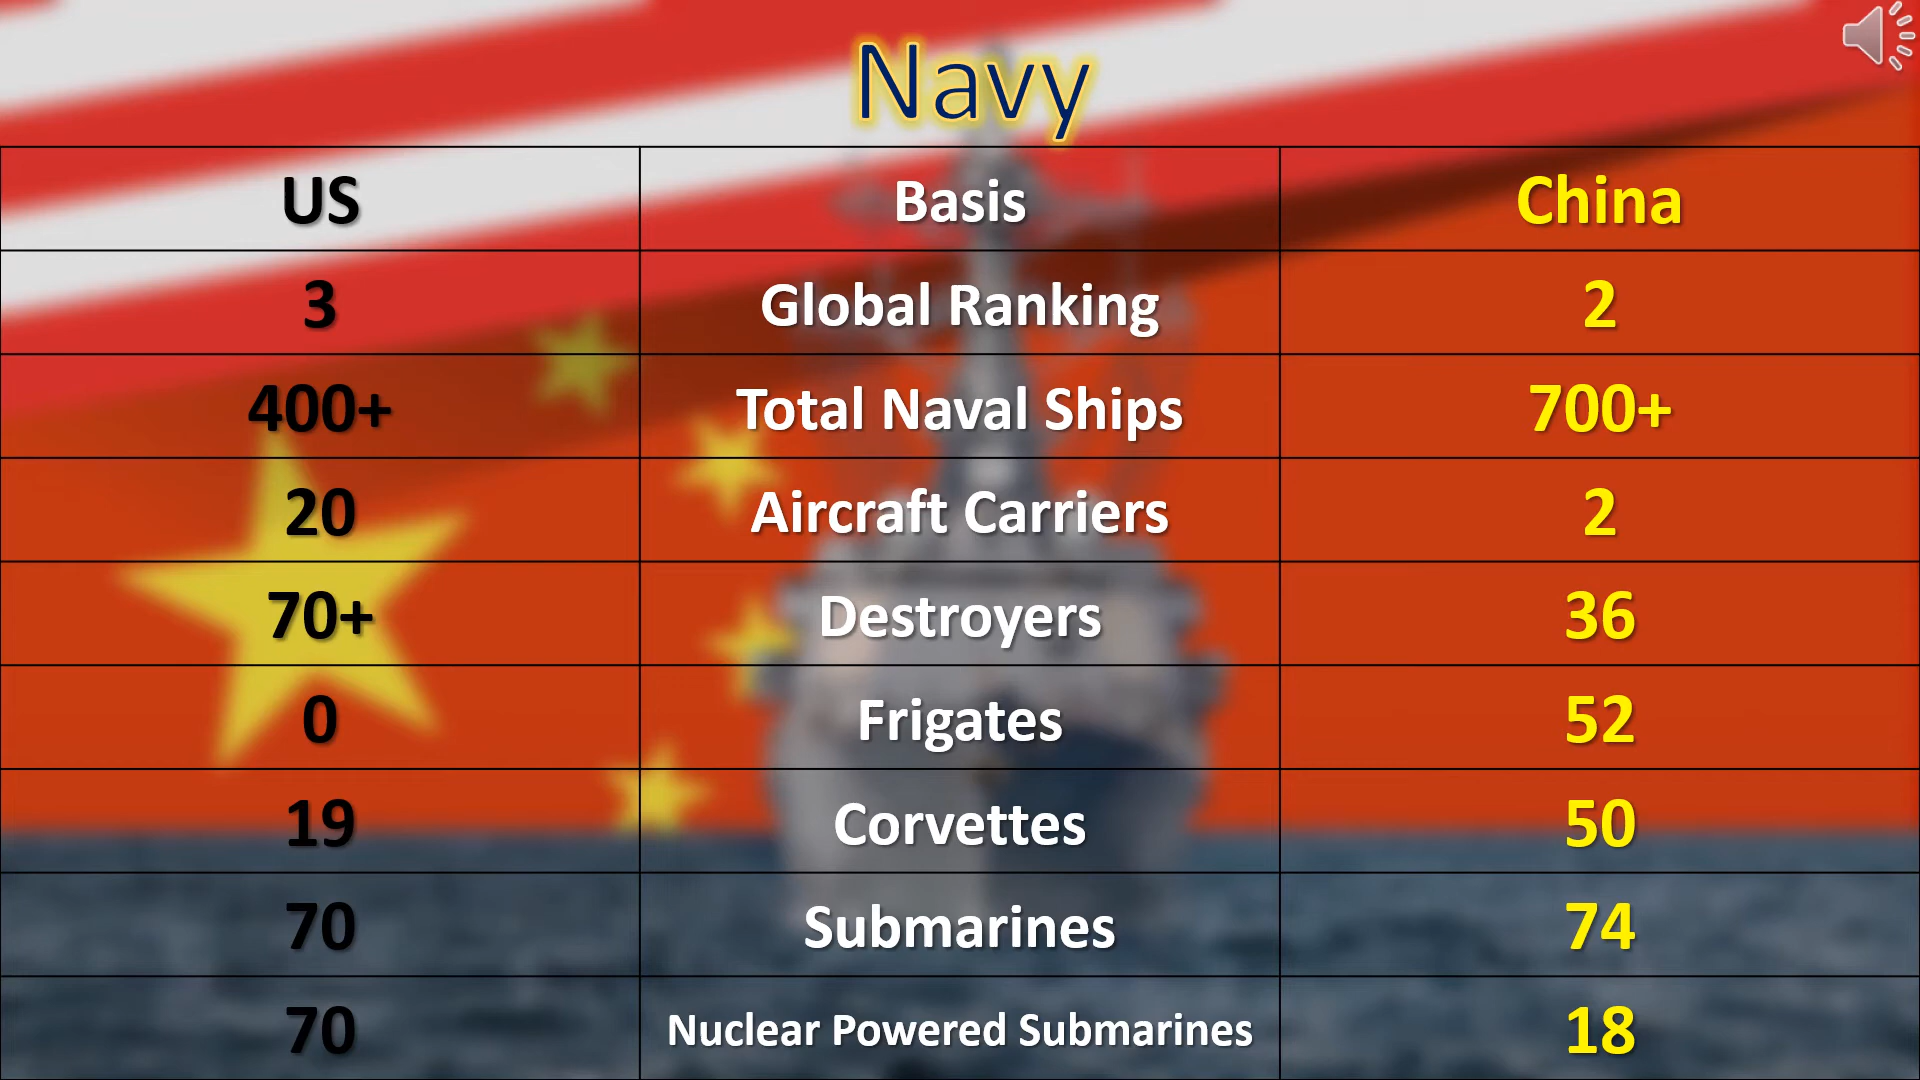 Navy
US Basis China
3 Global Ranking 2
400+ Total Naval Ships 700+
20 Aircraft Carriers 2
70+ Destroyers 36
0 Frigates 52
19 Corvettes 50
70 Submarines 74
70 Nuclear Powered Submarines 18